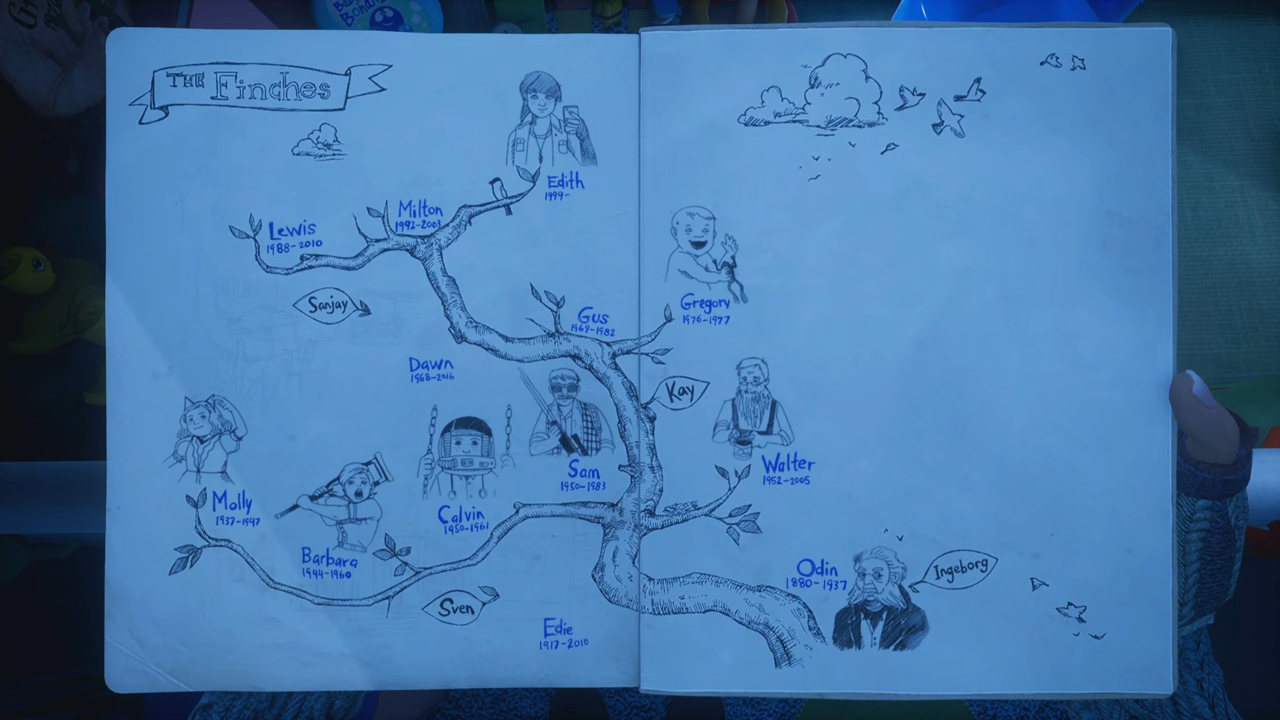 THE Finches
Edith
1999-
Milton
1992-2003
Lewis
1988-2010
Sanjay
Gregory
1976-1977
Gus
1969-1982
Dawn
1968-2016
Kay
Sam
1950-1983
Walter
1952-2005
Molly
1937-1947
Calvin
1950-1961
Barbara
1944-1960
Sven
Edie
1917-2010
Odin
1880-1937
Ingeborg